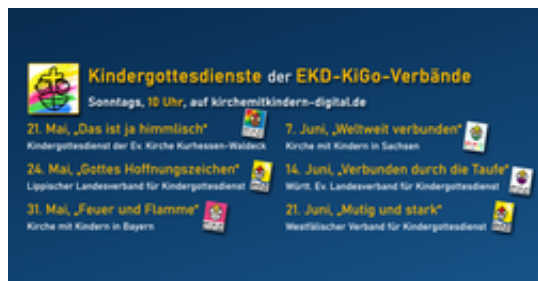 Kindergottesdienste der EKD-KiGo-Verbände
Sonntags, 10 Uhr, auf kirchemitkindern-digital.de
21. Mai, „Das ist ja himmlisch“
Kindergottesdienst der Ev. Kirche Kurhessen-Waldeck
24. Mai, „Gottes Hoffnungszeichen“
Lippischer Landesverband für Kindergottesdienst
31. Mai, „Feuer und Flamme“
Kirche mit Kindern in Bayern
7. Juni, „Weltweit verbunden“
Kirche mit Kindern in Sachsen
14. Juni, „Verbunden durch die Taufe“
Württ. Ev. Landesverband für Kindergottesdienst
21. Juni, „Mutig und stark“
Westfälischer Verband für Kindergottesdienst